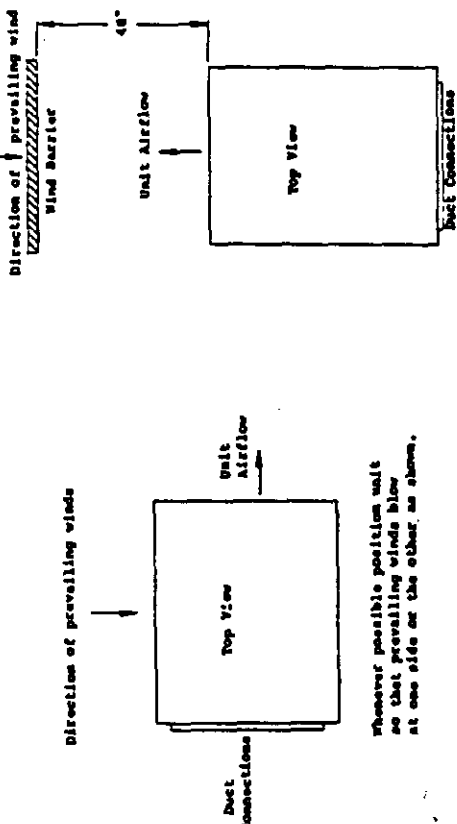 Direction of prevailing winds
Unit
Airflow
Top View
Duct
onnections
Whenever possible position unit
so that prevailing winds blow
at one side or the other as shown.
Direction of prevailing wind
Wind Barrier
48"
Unit Airflow
Top View
Duct Connections